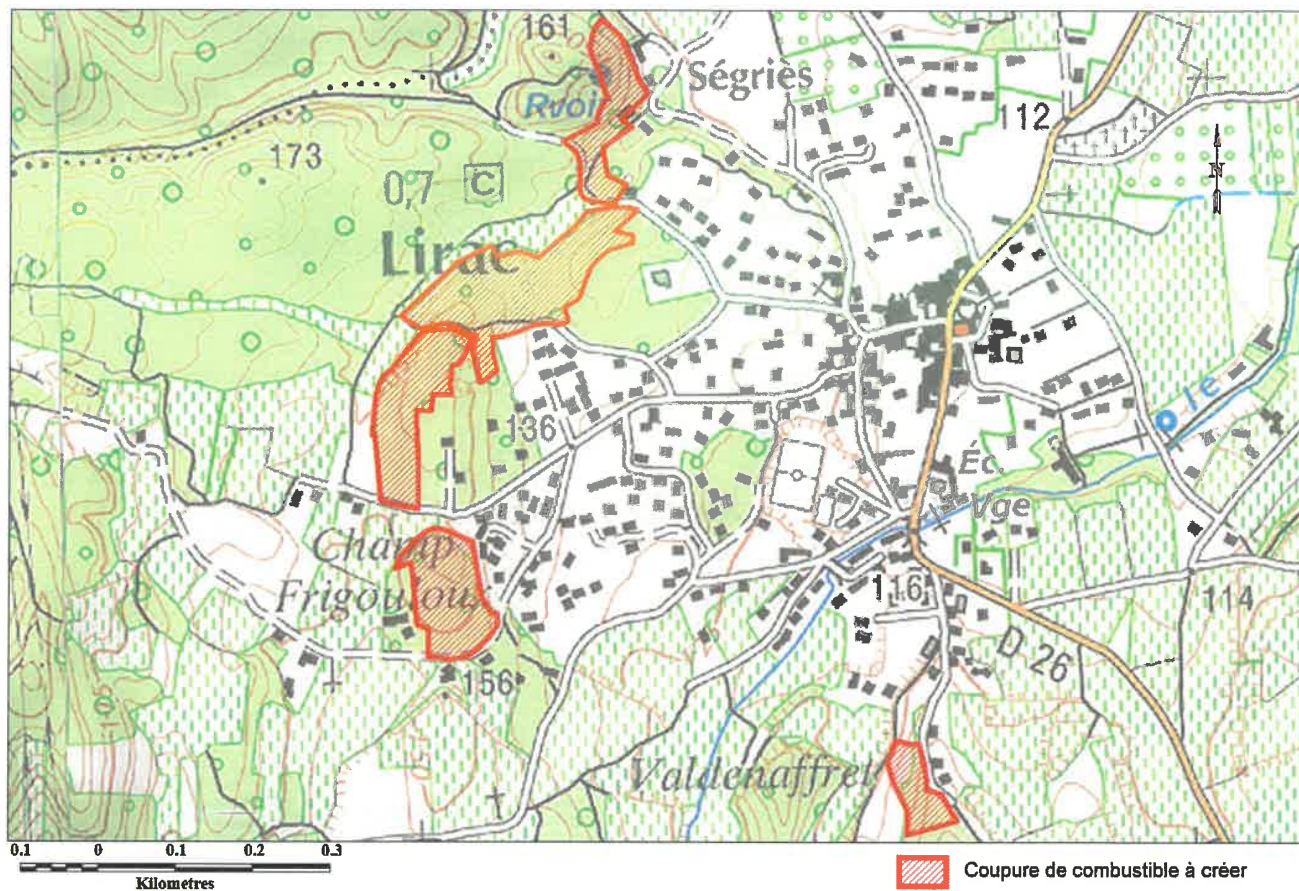 161
Ségriès
Rvoir
112
173
N
0,7 C
Lirac
136
Éc.
Vge
Champ
Frigoulous
116
114
D 26
156
Valdenaffret
0.1 0 0.1 0.2 0.3
Kilometres
Coupure de combustible à créer